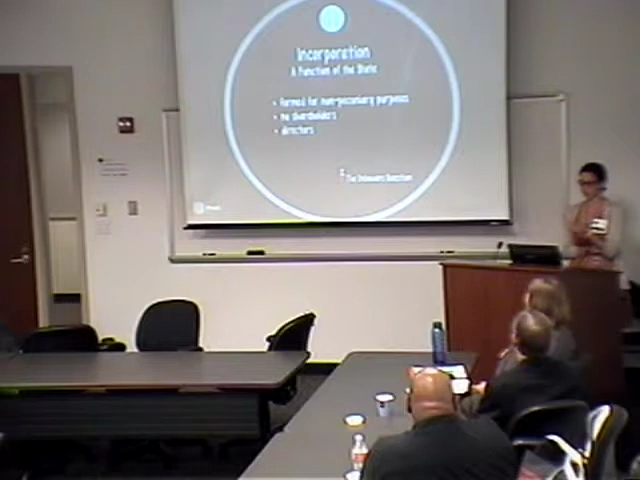 Incorporation
A Function of the State
• Formed for non-pecuniary purposes
• no shareholders
• directors